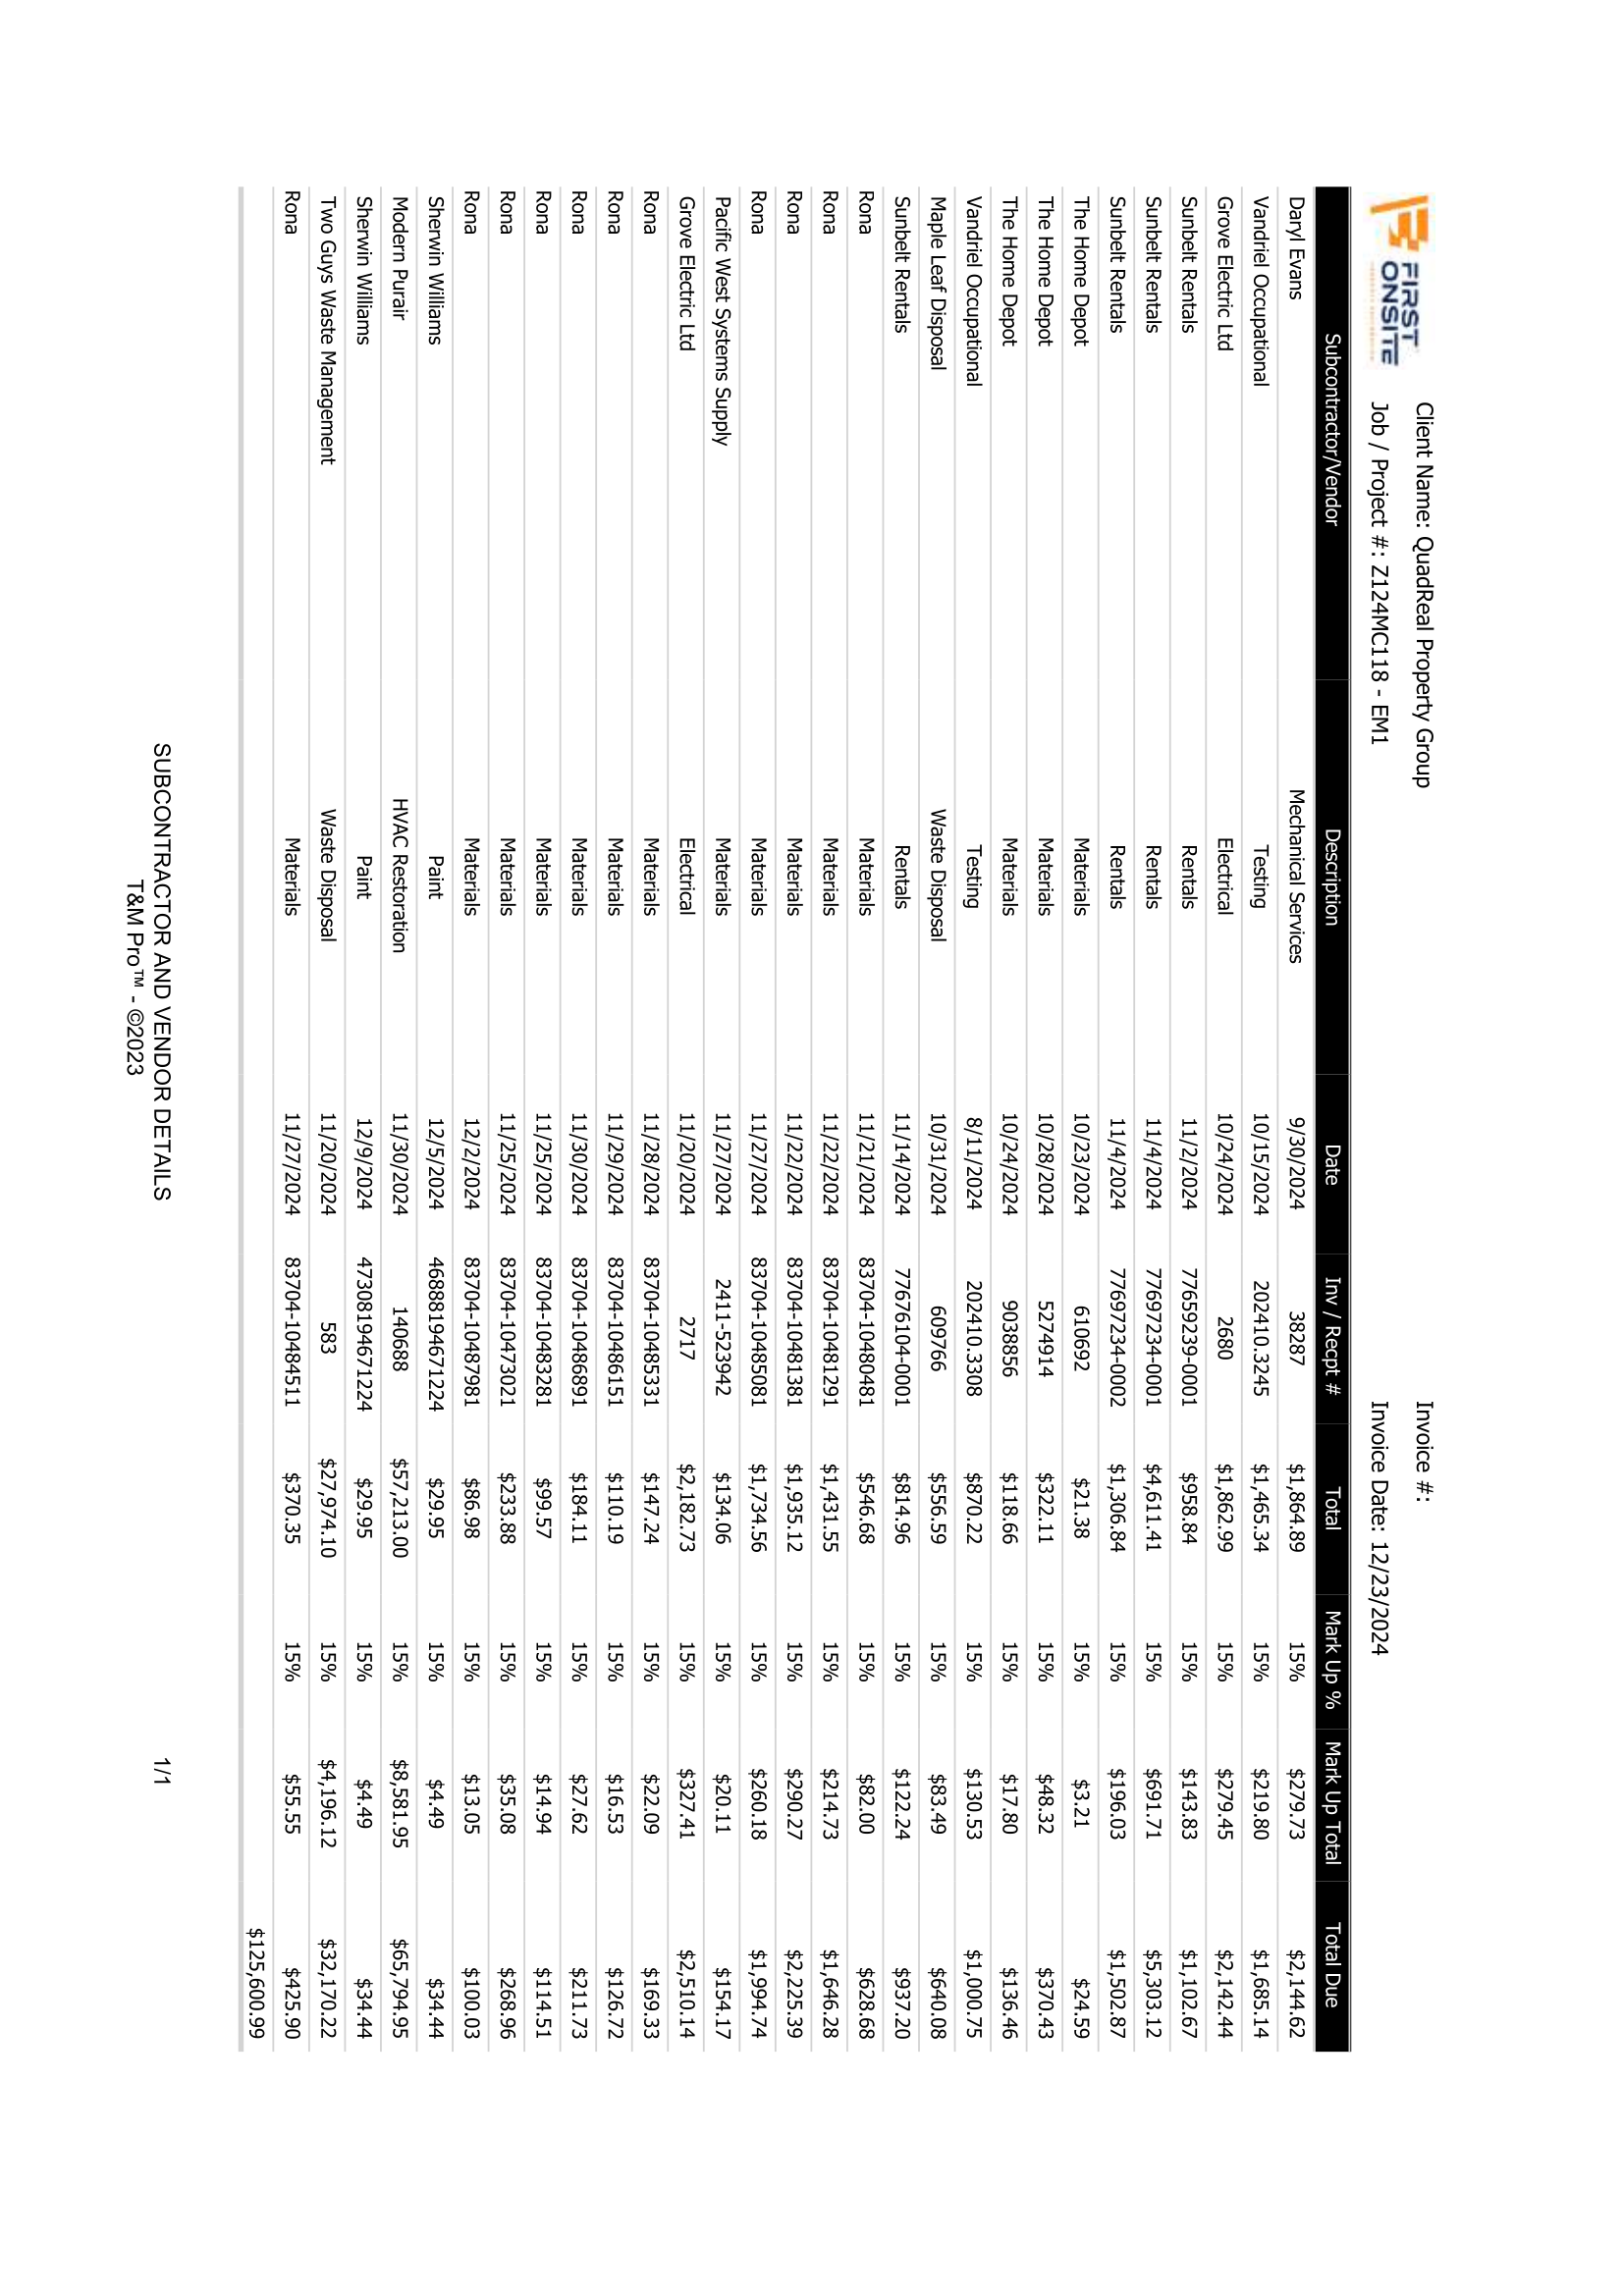 FIRST
ONSITE
Client Name: QuadReal Property Group
Invoice #:
Job / Project #: Z124MC118 - EM1
Invoice Date: 12/23/2024
Subcontractor/Vendor Description Date Inv / Recpt # Total Mark Up % Mark Up Total Total Due
Daryl Evans Mechanical Services 9/30/2024 38287 $1,864.89 15% $279.73 $2,144.62
Vandriel Occupational Testing 10/15/2024 202410.3245 $1,465.34 15% $219.80 $1,685.14
Grove Electric Ltd Electrical 10/24/2024 2680 $1,862.99 15% $279.45 $2,142.44
Sunbelt Rentals Rentals 11/2/2024 77659239-0001 $958.84 15% $143.83 $1,102.67
Sunbelt Rentals Rentals 11/4/2024 77697234-0001 $4,611.41 15% $691.71 $5,303.12
Sunbelt Rentals Rentals 11/4/2024 77697234-0002 $1,306.84 15% $196.03 $1,502.87
The Home Depot Materials 10/23/2024 610692 $21.38 15% $3.21 $24.59
The Home Depot Materials 10/28/2024 5274914 $322.11 15% $48.32 $370.43
The Home Depot Materials 10/24/2024 9038856 $118.66 15% $17.80 $136.46
Vandriel Occupational Testing 8/11/2024 202410.3308 $870.22 15% $130.53 $1,000.75
Maple Leaf Disposal Waste Disposal 10/31/2024 609766 $556.59 15% $83.49 $640.08
Sunbelt Rentals Rentals 11/14/2024 77676104-0001 $814.96 15% $122.24 $937.20
Rona Materials 11/21/2024 83704-10480481 $546.68 15% $82.00 $628.68
Rona Materials 11/22/2024 83704-10481291 $1,431.55 15% $214.73 $1,646.28
Rona Materials 11/22/2024 83704-10481381 $1,935.12 15% $290.27 $2,225.39
Rona Materials 11/27/2024 83704-10485081 $1,734.56 15% $260.18 $1,994.74
Pacific West Systems Supply Materials 11/27/2024 2411-523942 $134.06 15% $20.11 $154.17
Grove Electric Ltd Electrical 11/20/2024 2717 $2,182.73 15% $327.41 $2,510.14
Rona Materials 11/28/2024 83704-10485331 $147.24 15% $22.09 $169.33
Rona Materials 11/29/2024 83704-10486151 $110.19 15% $16.53 $126.72
Rona Materials 11/30/2024 83704-10486891 $184.11 15% $27.62 $211.73
Rona Materials 11/25/2024 83704-10483281 $99.57 15% $14.94 $114.51
Rona Materials 11/25/2024 83704-10473021 $233.88 15% $35.08 $268.96
Rona Materials 12/2/2024 83704-10487981 $86.98 15% $13.05 $100.03
Sherwin Williams Paint 12/5/2024 46888194671224 $29.95 15% $4.49 $34.44
Modern Purair HVAC Restoration 11/30/2024 140688 $57,213.00 15% $8,581.95 $65,794.95
Sherwin Williams Paint 12/9/2024 47308194671224 $29.95 15% $4.49 $34.44
Two Guys Waste Management Waste Disposal 11/20/2024 583 $27,974.10 15% $4,196.12 $32,170.22
Rona Materials 11/27/2024 83704-10484511 $370.35 15% $55.55 $425.90
$125,600.99
SUBCONTRACTOR AND VENDOR DETAILS
1/1
T&M Pro™ - ©2023